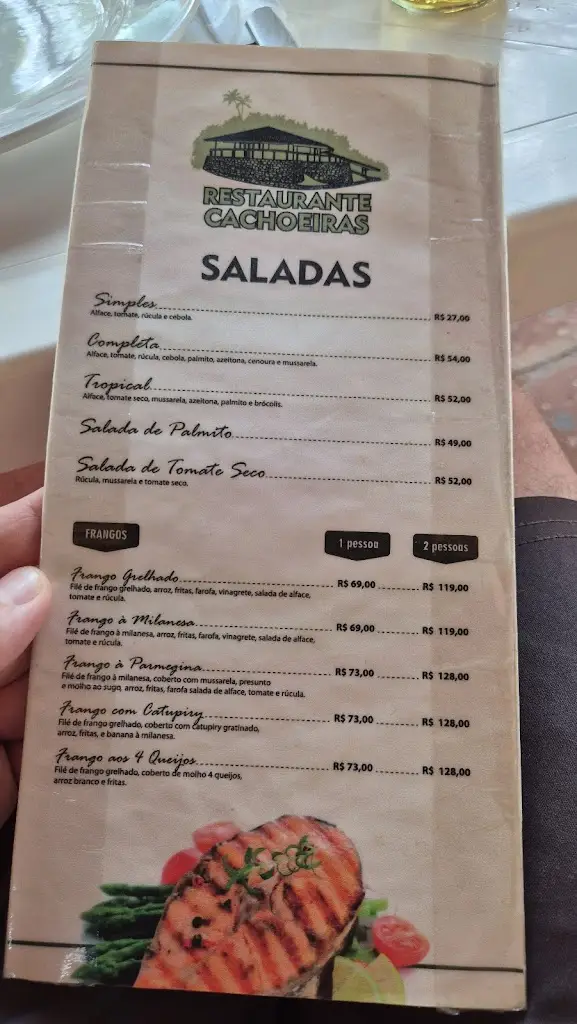 RESTAURANTE
CACHOEIRAS
SALADAS
Simples R$ 27,00
Alface, tomate, rúcula e cebola.
Completa R$ 54,00
Alface, tomate, rúcula, cebola, palmito, azeitona, cenoura e mussarela.
Tropical R$ 52,00
Alface, tomate seco, mussarela, azeitona, palmito e brócolis.
Salada de Palmito R$ 49,00
Salada de Tomate Seco R$ 52,00
Rúcula, mussarela e tomate seco.
FRANGOS 1 pessoa 2 pessoas
Frango Grelhado R$ 69,00 R$ 119,00
Filé de frango grelhado, arroz, fritas, farofa, vinagrete, salada de alface,
tomate e rúcula.
Frango à Milanesa R$ 69,00 R$ 119,00
Filé de frango à milanesa, arroz, fritas, farofa, vinagrete, salada de alface,
tomate e rúcula.
Frango à Parmegina R$ 73,00 R$ 128,00
Filé de frango à milanesa, coberto com mussarela, presunto
e molho ao sugo, arroz, fritas, farofa salada de alface, tomate e rúcula.
Frango com Catupiry R$ 73,00 R$ 128,00
Filé de frango grelhado, coberto com catupiry gratinado,
arroz, fritas, e banana à milanesa.
Frango aos 4 Queijos R$ 73,00 R$ 128,00
Filé de frango grelhado, coberto de molho 4 queijos,
arroz branco e fritas.